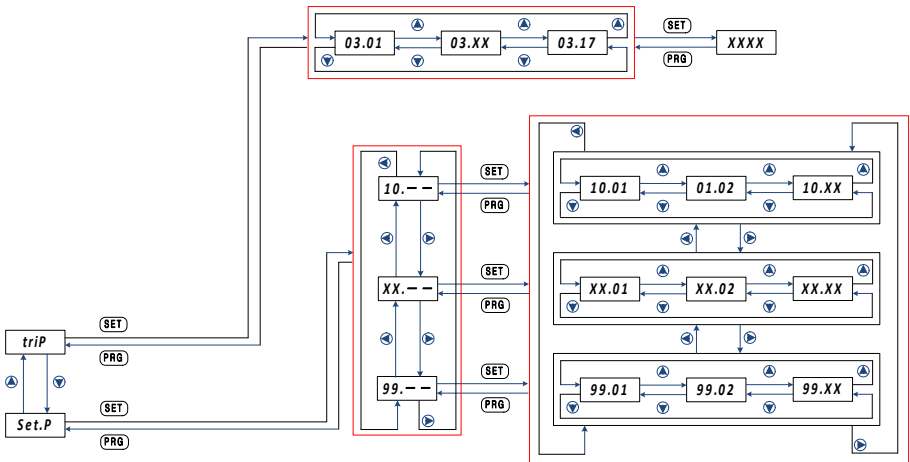 SET
03.01 03.XX 03.17 XXXX
PRG
SET
10.-- 10.01 01.02 10.XX
PRG
SET
XX.-- XX.01 XX.02 XX.XX
PRG
SET
triP
PRG
SET
99.-- 99.01 99.02 99.XX
PRG
SET
Set.P
PRG